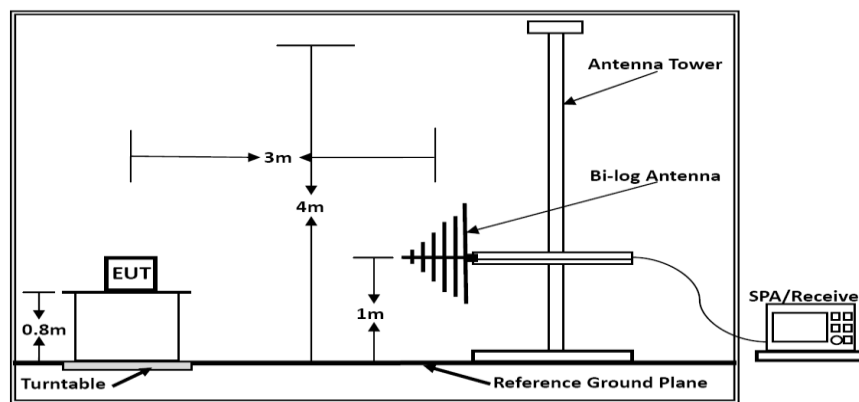 Antenna Tower
3m
Bi-log Antenna
4m
EUT
SPA/Receive
0.8m
1m
Turntable
Reference Ground Plane